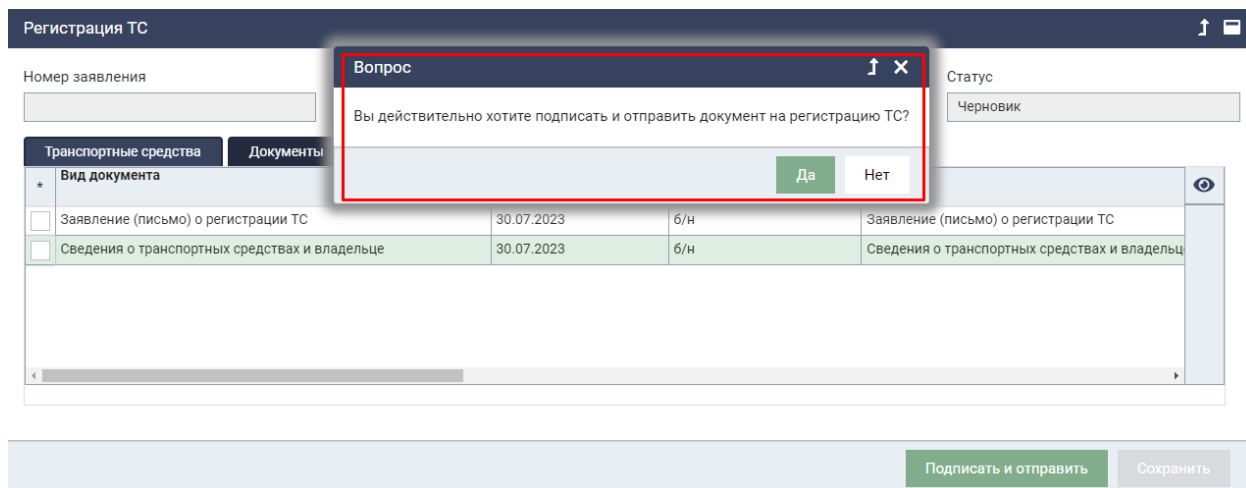 Регистрация ТС
Вопрос
Номер заявления
Статус
Черновик
Вы действительно хотите подписать и отправить документ на регистрацию ТС?
Да
Нет
Транспортные средства
Документы
*
Вид документа
Заявление (письмо) о регистрации ТС 30.07.2023 б/н Заявление (письмо) о регистрации ТС
Сведения о транспортных средствах и владельце 30.07.2023 б/н Сведения о транспортных средствах и владельц
Подписать и отправить
Сохранить